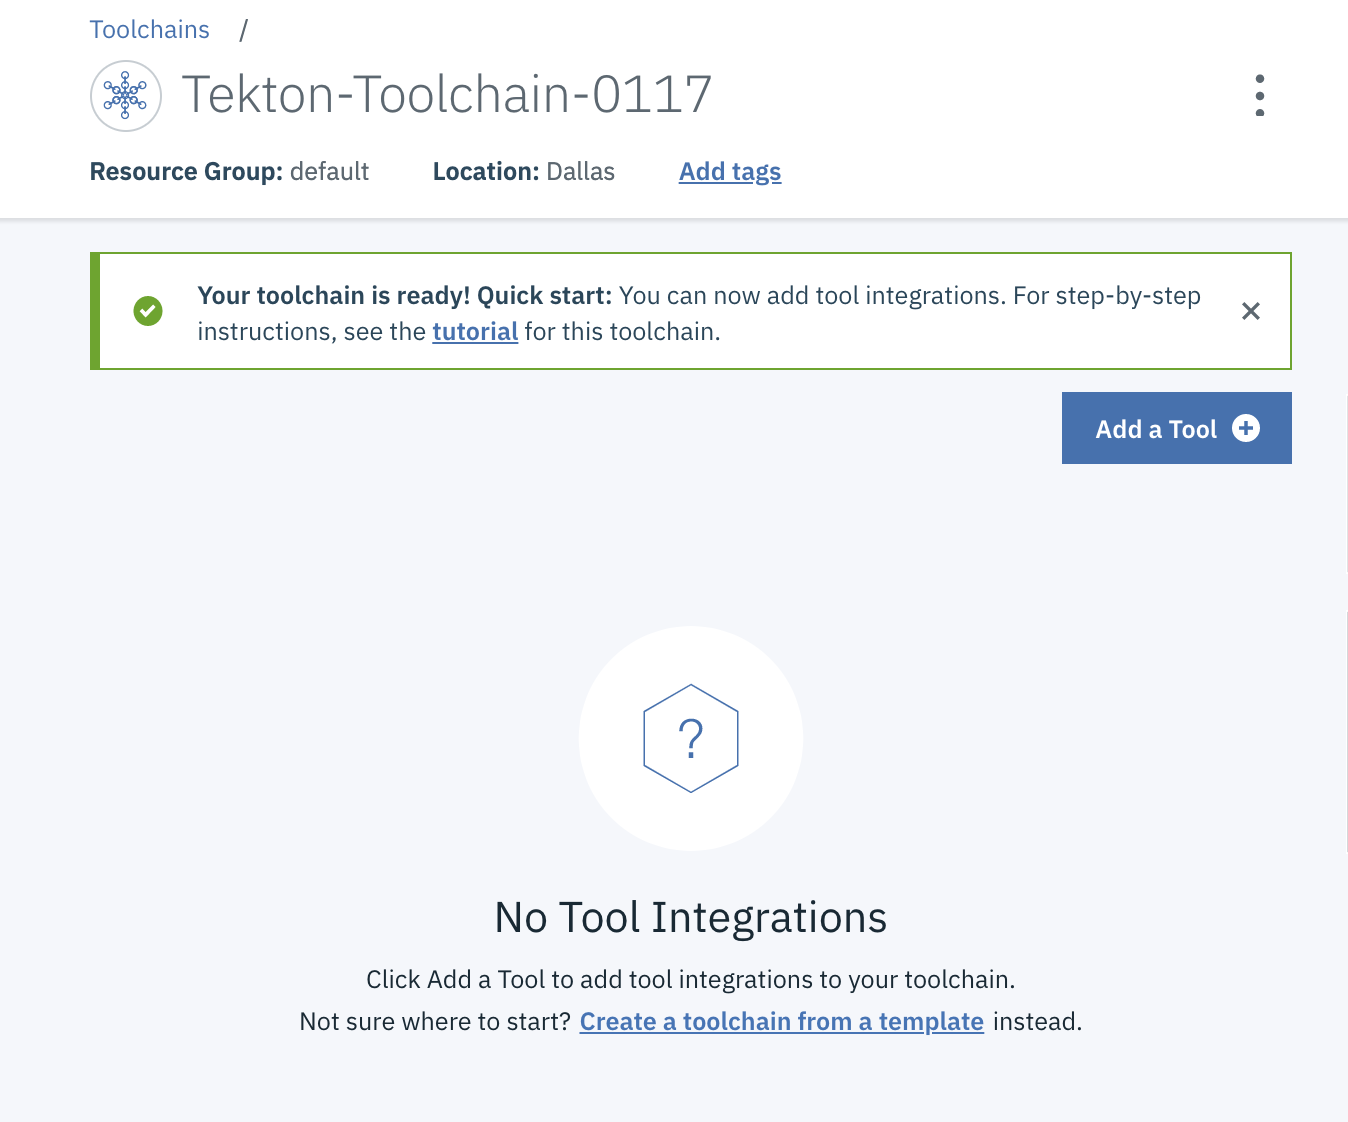 Toolchains /
Tekton-Toolchain-0117
Resource Group: default Location: Dallas Add tags
Your toolchain is ready! Quick start: You can now add tool integrations. For step-by-step
instructions, see the tutorial for this toolchain.
Add a Tool
?
No Tool Integrations
Click Add a Tool to add tool integrations to your toolchain.
Not sure where to start? Create a toolchain from a template instead.